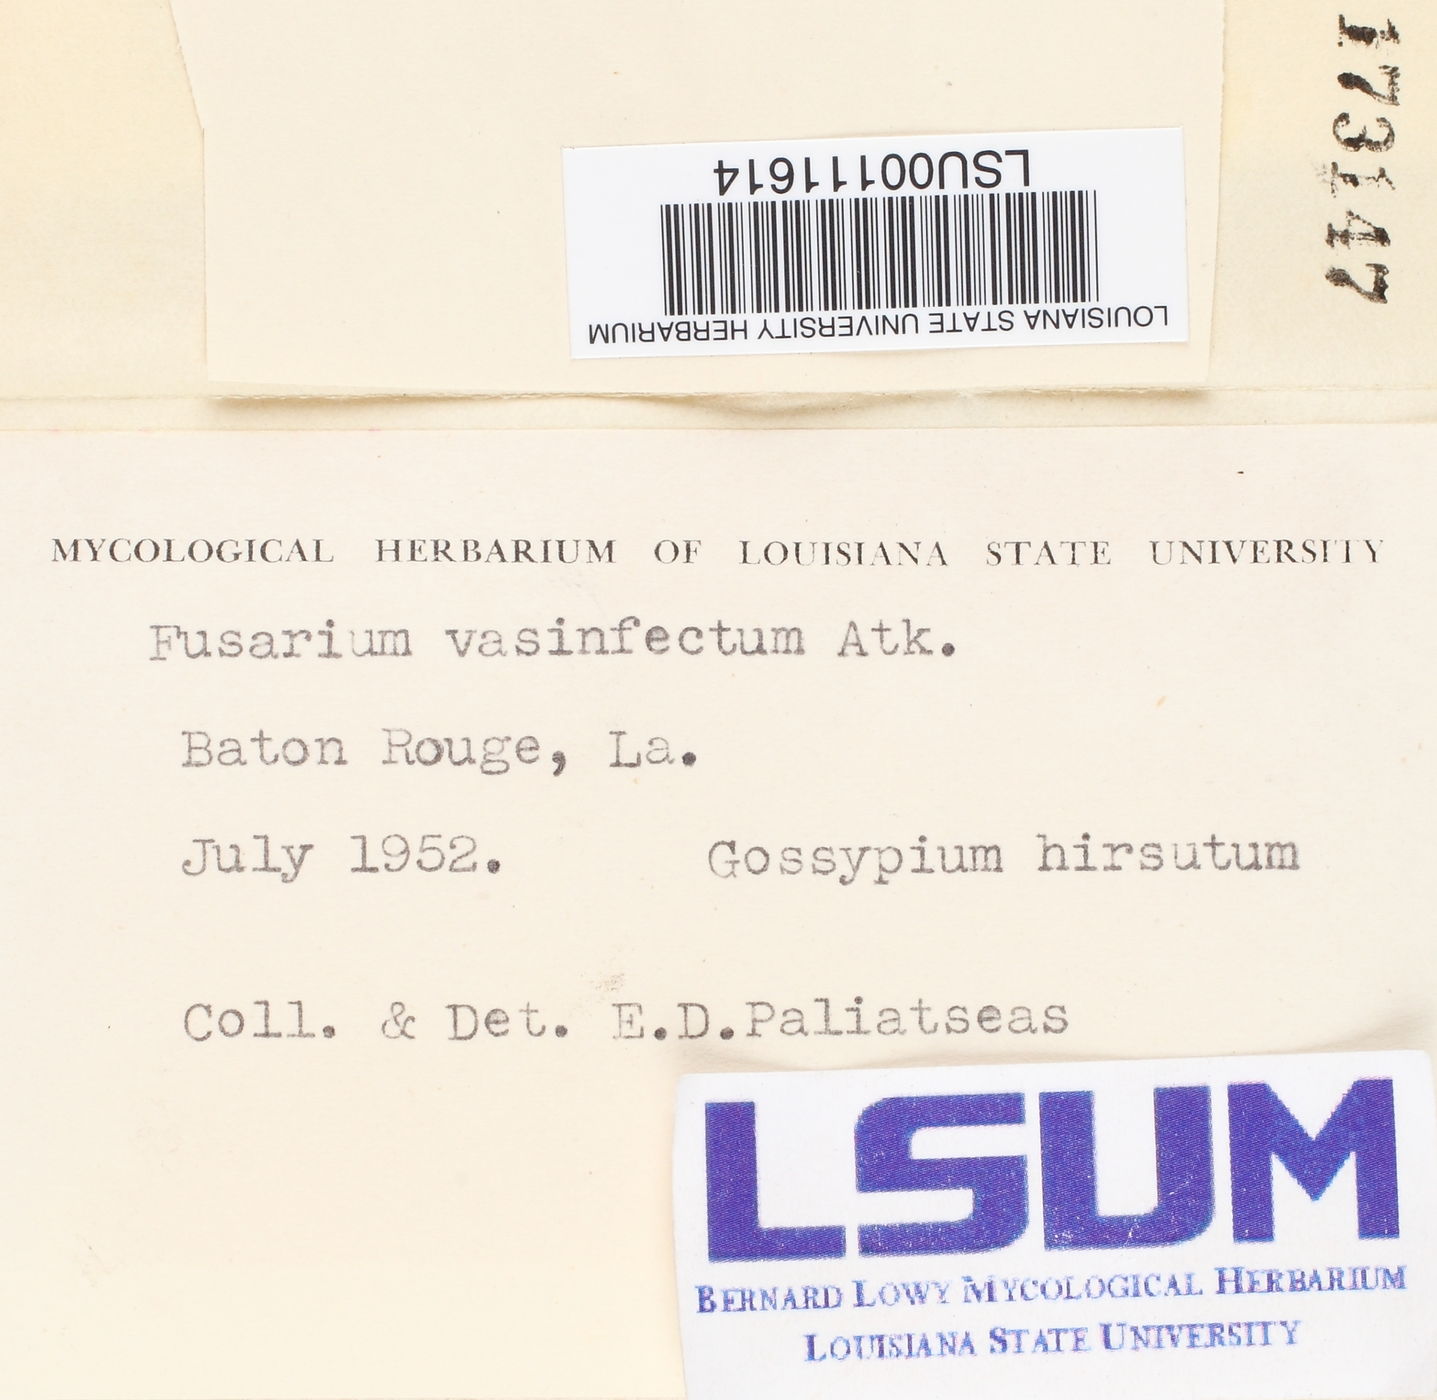 173147
LSU00111614
LOUISIANA STATE UNIVERSITY HERBARIUM
MYCOLOGICAL HERBARIUM OF LOUISIANA STATE UNIVERSITY
Fusarium vasinfectum Atk.
Baton Rouge, La.
July 1952. Gossypium hirsutum
Coll. & Det. E.D.Paliatseas
LSUM
BERNARD LOWY MYCOLOGICAL HERBARIUM
LOUISIANA STATE UNIVERSITY